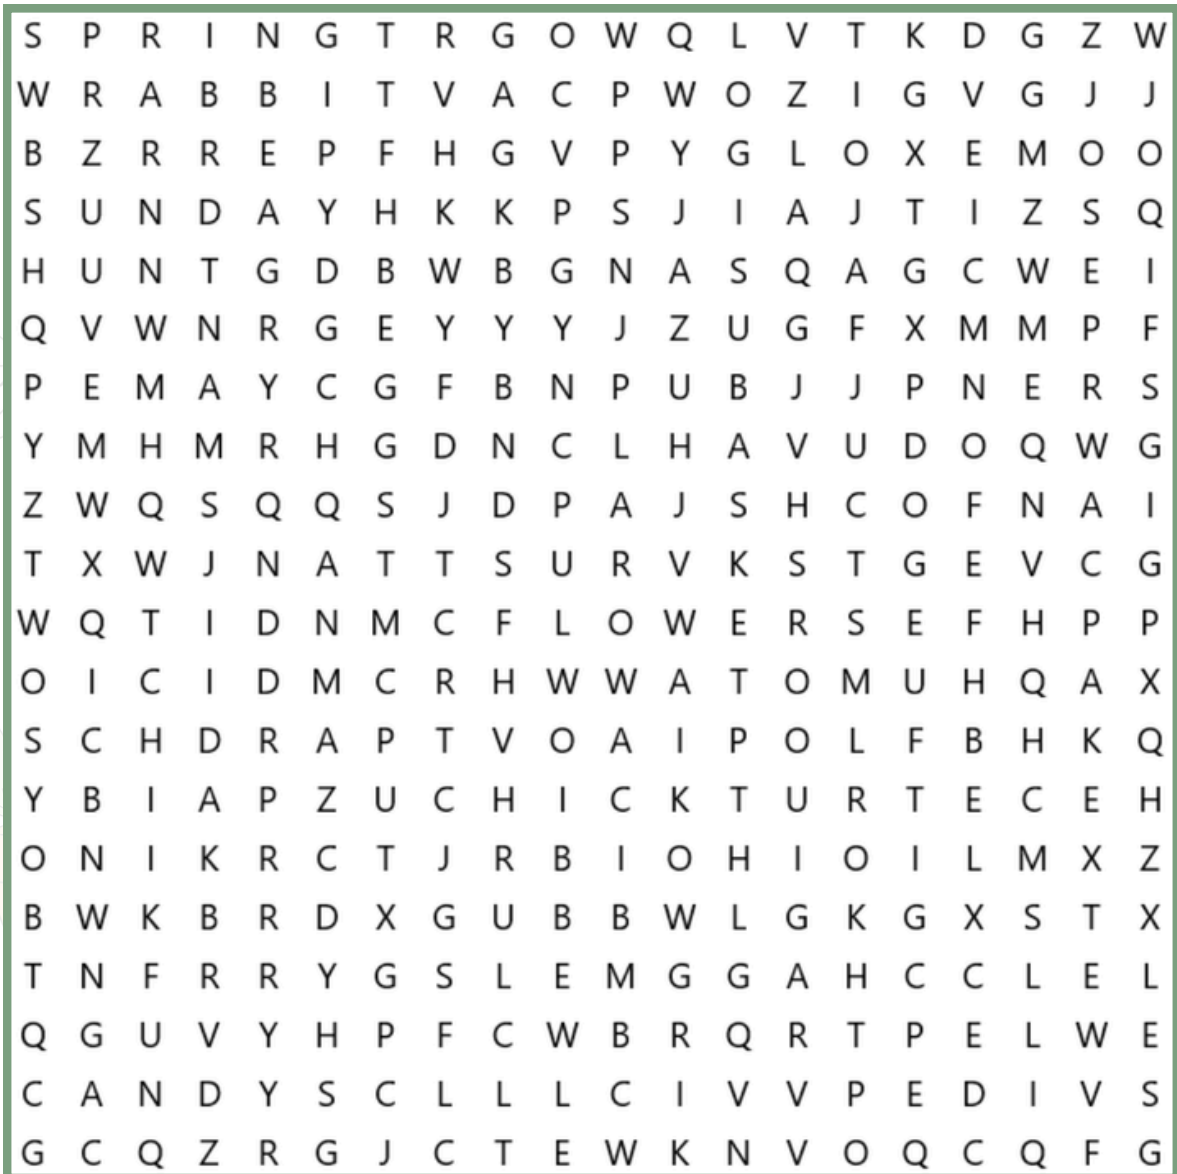 S P R I N G T R G O W Q L V T K D G Z W
W R A B B I T V A C P W O Z I G V G J J
B Z R R E P F H G V P Y G L O X E M O O
S U N D A Y H K K P S J I A J T I Z S Q
H U N T G D B W B G N A S Q A G C W E I
Q V W N R G E Y Y Y J Z U G F X M M P F
P E M A Y C G F B N P U B J J P N E R S
Y M H M R H G D N C L H A V U D O Q W G
Z W Q S Q Q S J D P A J S H C O F N A I
T X W J N A T T S U R V K S T G E V C G
W Q T I D N M C F L O W E R S E F H P P
O I C I D M C R H W W A T O M U H Q A X
S C H D R A P T V O A I P O L F B H K Q
Y B I A P Z U C H I C K T U R T E C E H
O N I K R C T J R B I O H I O I L M X Z
B W K B R D X G U B B W L G K G X S T X
T N F R R Y G S L E M G G A H C C L E L
Q G U V Y H P F C W B R Q R T P E L W E
C A N D Y S C L L L C I V V P E D I V S
G C Q Z R G J C T E W K N V O Q C Q F G